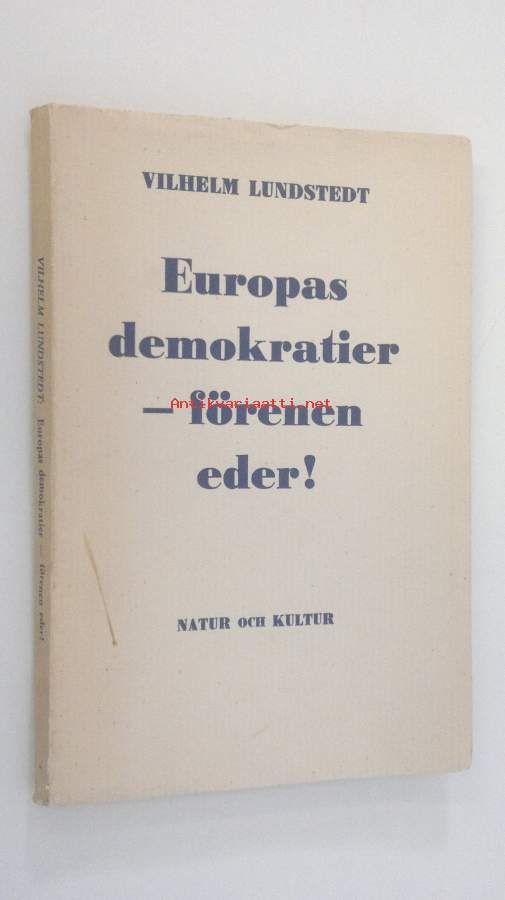 VILHELM LUNDSTEDT
Europas
demokratier
— förenen
eder!
NATUR OCH KULTUR
VILHELM LUNDSTEDT: Europas demokratier — förenen eder!
Antikvariaatti.net